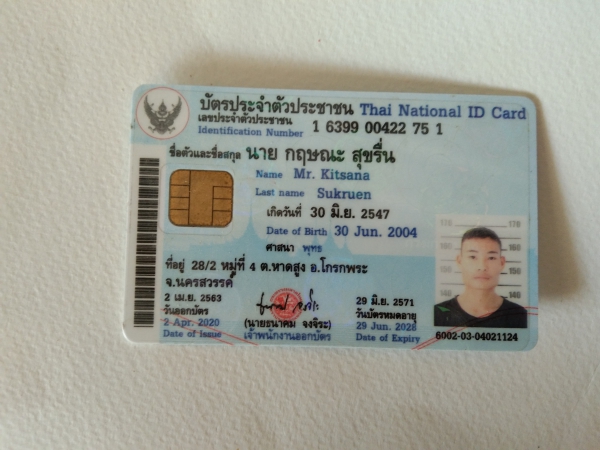 บัตรประจำตัวประชาชน Thai National ID Card
เลขประจำตัวประชาชน 1 6399 00422 75 1
Identification Number
ชื่อตัวและชื่อสกุล นาย กฤษณะ สุขรื่น
Name Mr. Kitsana
Last name Sukruen
เกิดวันที่ 30 มิ.ย. 2547
Date of Birth 30 Jun. 2004
ศาสนา พุทธ
ที่อยู่ 28/2 หมู่ที่ 4 ต.หาดสูง อ.โกรกพระ
จ.นครสวรรค์
2 เม.ย. 2563
วันออกบัตร
2 Apr. 2020
Date of Issue
(นายธนาคม จงจิระ)
เจ้าพนักงานออกบัตร
29 มิ.ย. 2571
วันบัตรหมดอายุ
29 Jun. 2028
Date of Expiry
170 170
160 160
150 150
140 140
6002-03-04021124